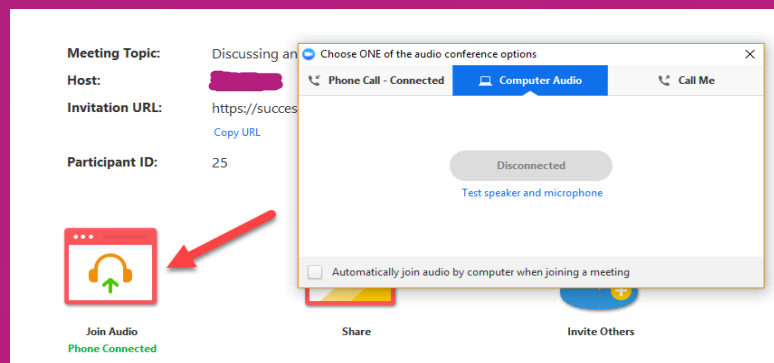 Meeting Topic: Discussing an
Choose ONE of the audio conference options
Host:
Phone Call - Connected Computer Audio Call Me
Invitation URL: https://succes
Copy URL
Participant ID: 25
Disconnected
Test speaker and microphone
Automatically join audio by computer when joining a meeting
Join Audio Share Invite Others
Phone Connected